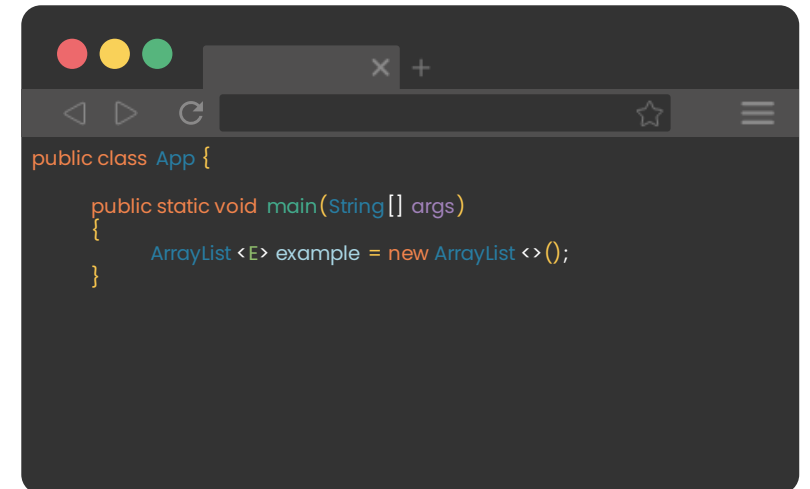 public class App {
public static void main(String[] args)
{
ArrayList <E> example = new ArrayList <>();
}